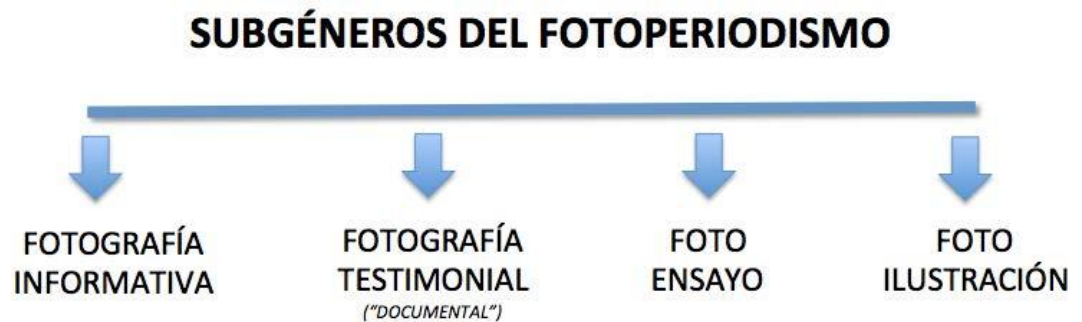 SUBGÉNEROS DEL FOTOPERIODISMO
FOTOGRAFÍA
INFORMATIVA
FOTOGRAFÍA
TESTIMONIAL
("DOCUMENTAL")
FOTO
ENSAYO
FOTO
ILUSTRACIÓN